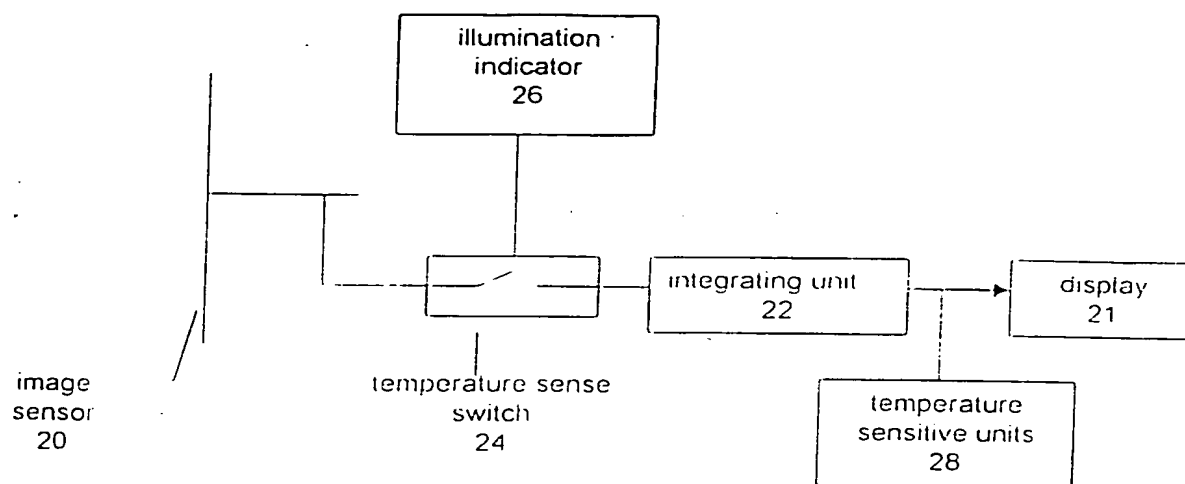 illumination
indicator
26
integrating unit
22
display
21
image
sensor
20
temperature sense
switch
24
temperature
sensitive units
28